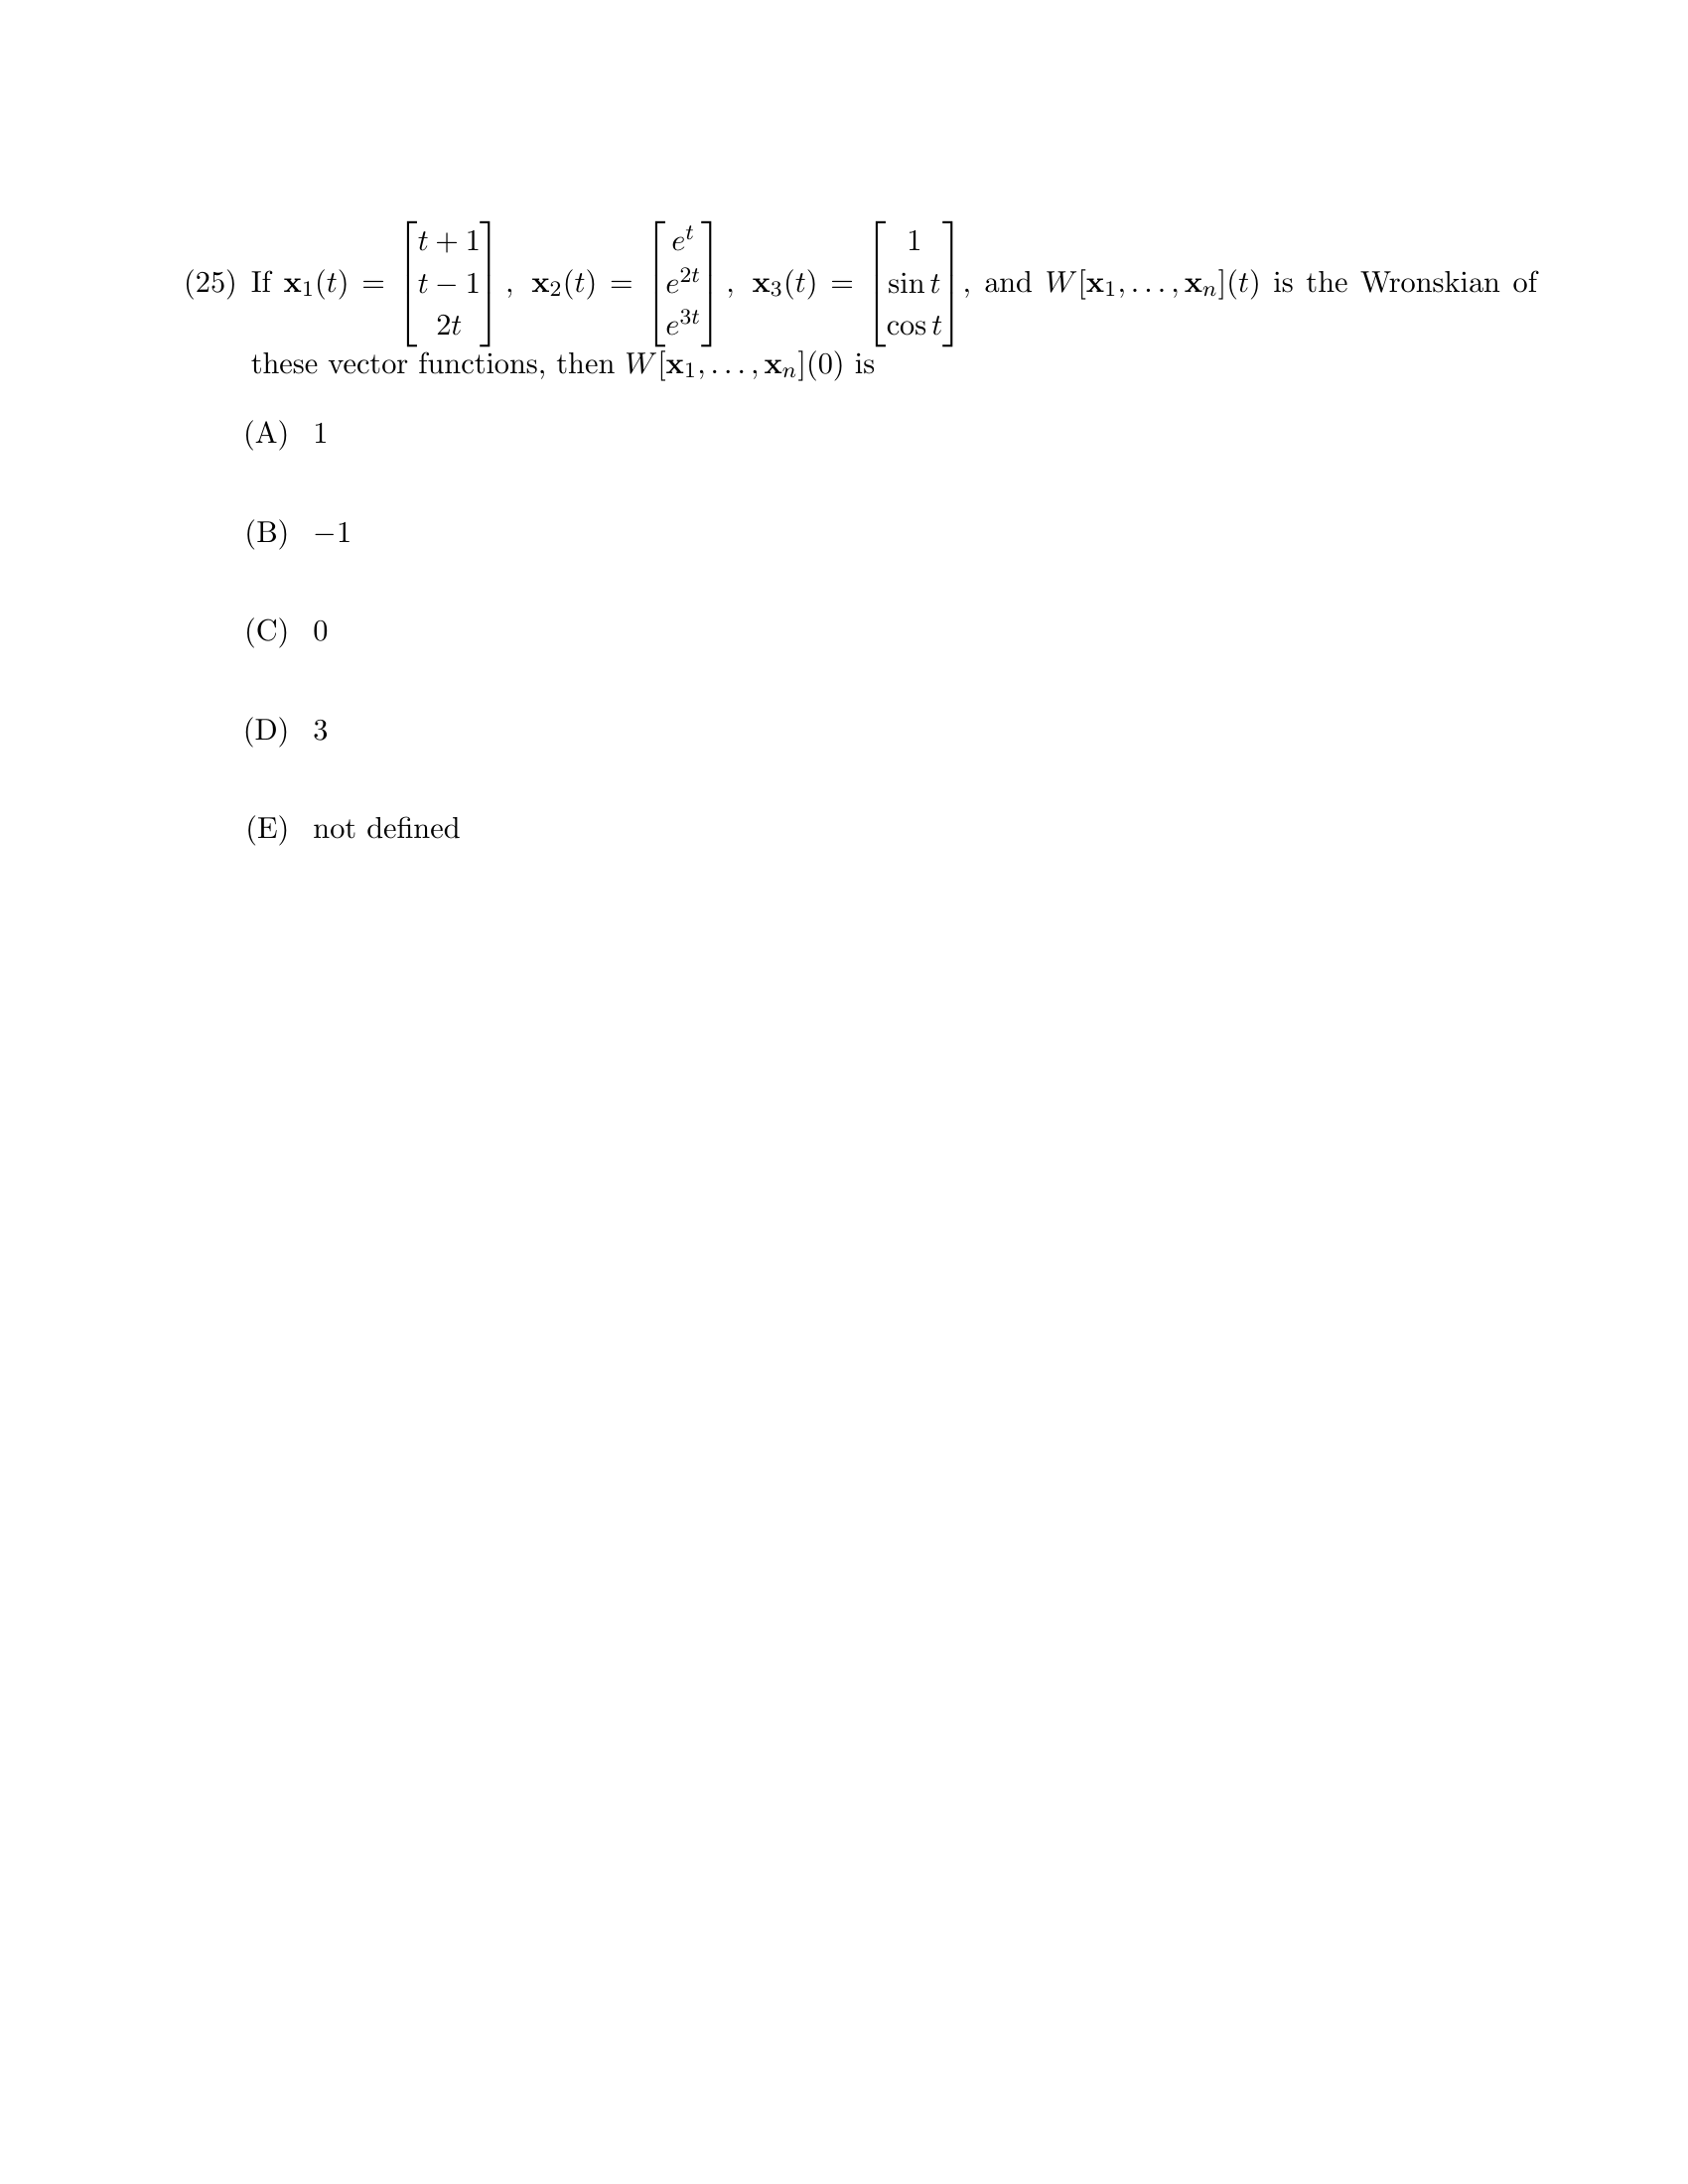 (25) If $\mathbf{x}_1(t) = \begin{bmatrix} t+1 \\ t-1 \\ 2t \end{bmatrix}$, $\mathbf{x}_2(t) = \begin{bmatrix} e^t \\ e^{2t} \\ e^{3t} \end{bmatrix}$, $\mathbf{x}_3(t) = \begin{bmatrix} 1 \\ \sin t \\ \cos t \end{bmatrix}$, and $W[\mathbf{x}_1, \ldots, \mathbf{x}_n](t)$ is the Wronskian of
these vector functions, then $W[\mathbf{x}_1, \ldots, \mathbf{x}_n](0)$ is
(A) 1
(B) −1
(C) 0
(D) 3
(E) not defined